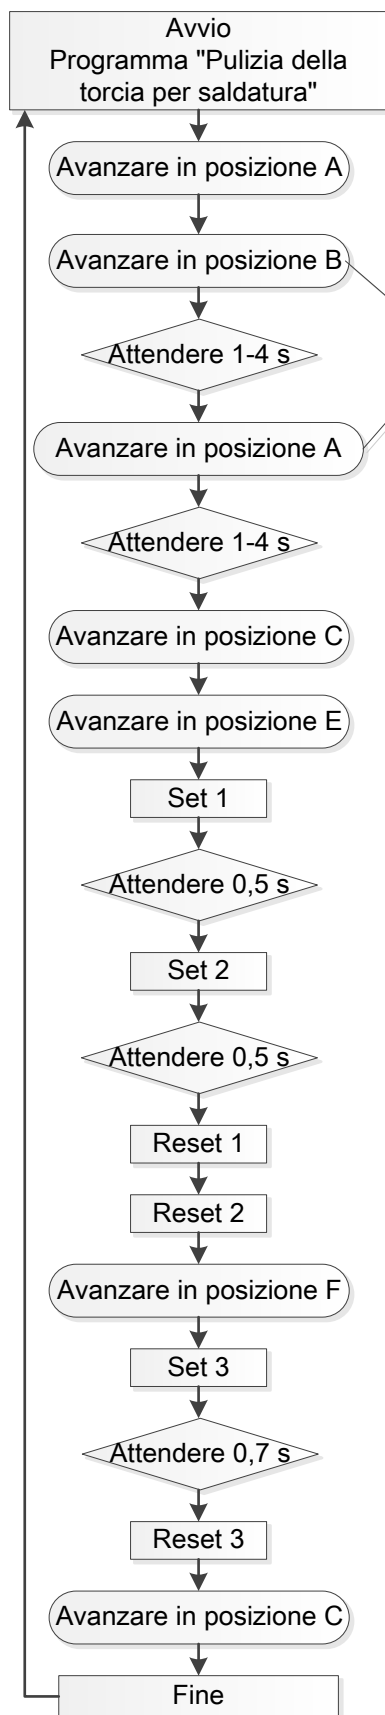 Avvio
Programma "Pulizia della
torcia per saldatura"
Avanzare in posizione A
Avanzare in posizione B
Attendere 1-4 s
Avanzare in posizione A
Attendere 1-4 s
Avanzare in posizione C
Avanzare in posizione E
Set 1
Attendere 0,5 s
Set 2
Attendere 0,5 s
Reset 1
Reset 2
Avanzare in posizione F
Set 3
Attendere 0,7 s
Reset 3
Avanzare in posizione C
Fine